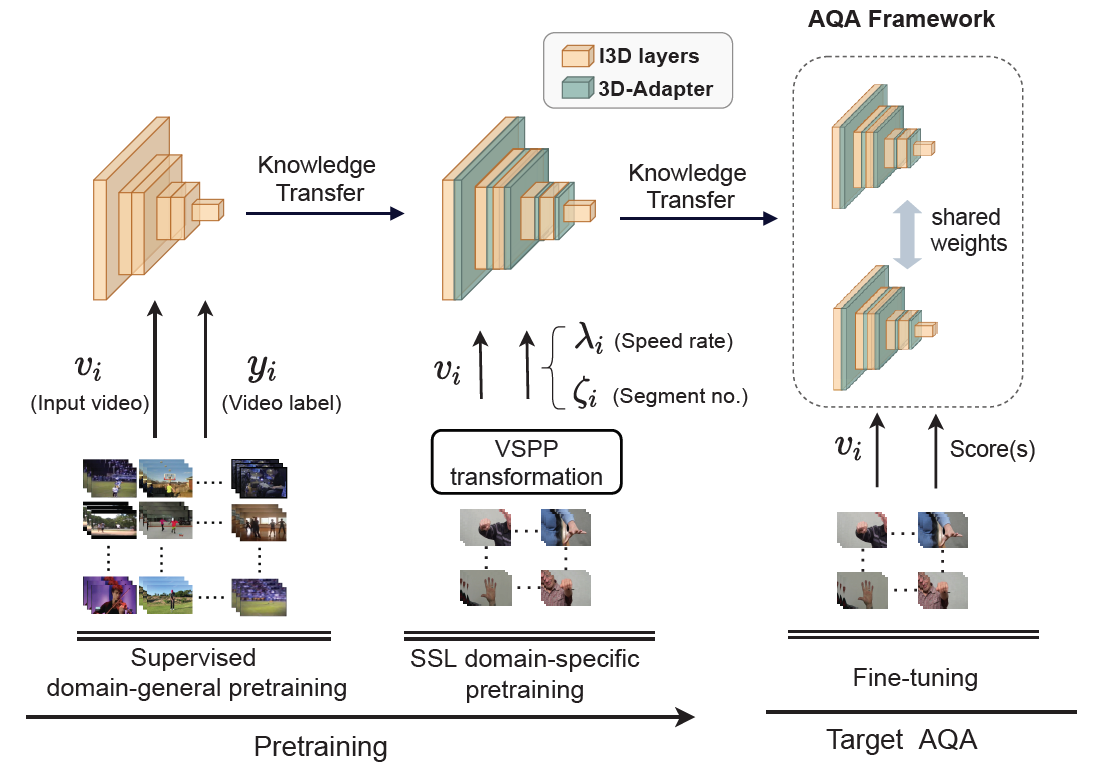 AQA Framework
I3D layers
3D-Adapter
Knowledge
Transfer
Knowledge
Transfer
shared
weights
v_i
(Input video)
y_i
(Video label)
v_i
λ_i (Speed rate)
ζ_i (Segment no.)
VSPP
transformation
v_i
Score(s)
Supervised
domain-general pretraining
SSL domain-specific
pretraining
Fine-tuning
Pretraining
Target AQA